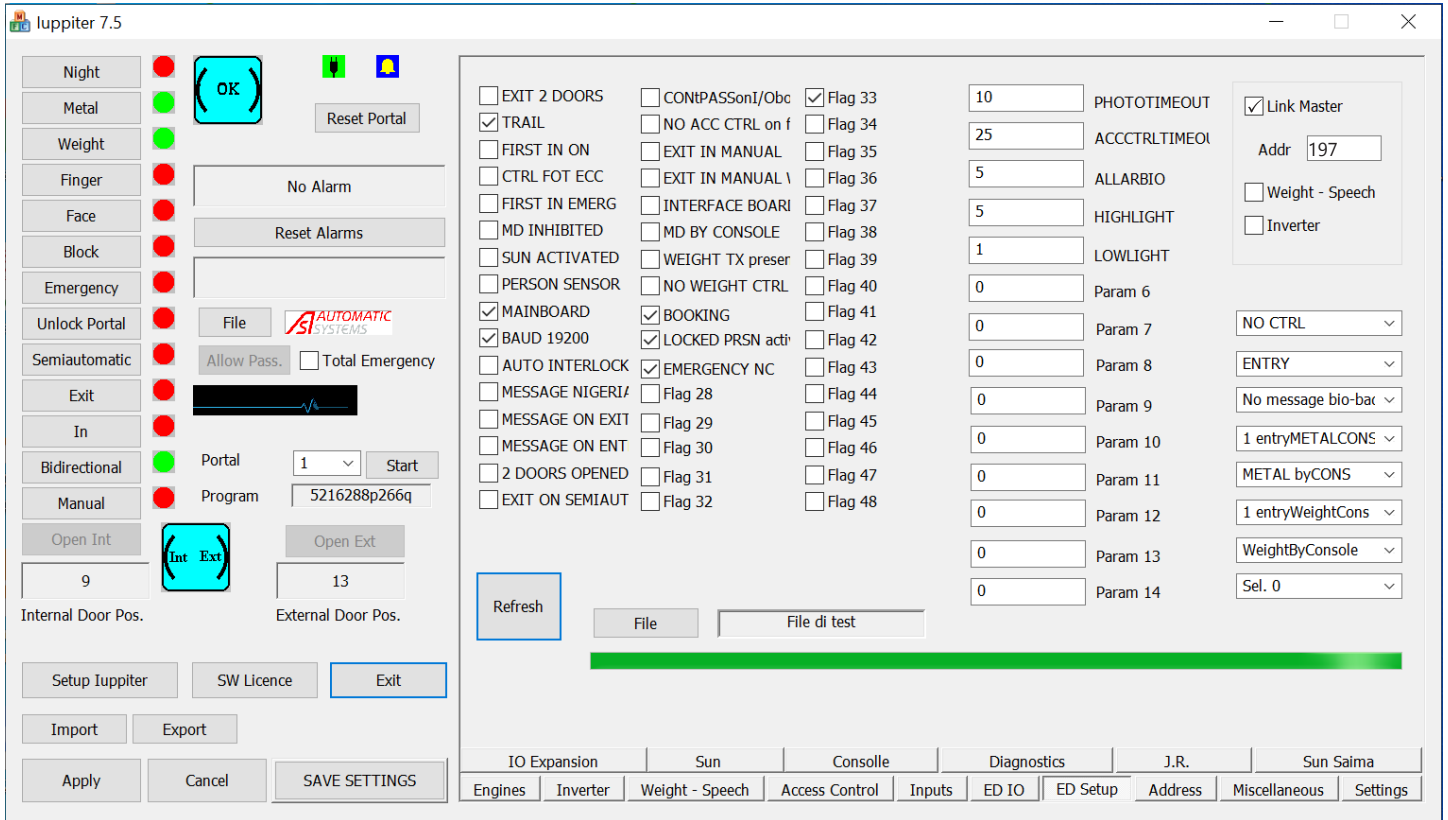 Iuppiter 7.5
Night
Metal
Weight
Finger
Face
Block
Emergency
Unlock Portal
Semiautomatic
Exit
In
Bidirectional
Manual
Open Int
9
Internal Door Pos.
OK
Reset Portal
No Alarm
Reset Alarms
File
AUTOMATIC
SYSTEMS
Allow Pass.
Total Emergency
Portal
1
Start
Program
5216288p266q
Int Ext
Open Ext
13
External Door Pos.
Setup Iuppiter
SW Licence
Exit
Import
Export
Apply
Cancel
SAVE SETTINGS
EXIT 2 DOORS
TRAIL
FIRST IN ON
CTRL FOT ECC
FIRST IN EMERG
MD INHIBITED
SUN ACTIVATED
PERSON SENSOR
MAINBOARD
BAUD 19200
AUTO INTERLOCK
MESSAGE NIGERIA
MESSAGE ON EXIT
MESSAGE ON ENT
2 DOORS OPENED
EXIT ON SEMIAUT
CONtPASSonI/Obo
NO ACC CTRL on f
EXIT IN MANUAL
EXIT IN MANUAL
INTERFACE BOARI
MD BY CONSOLE
WEIGHT TX preser
NO WEIGHT CTRL
BOOKING
LOCKED PRSN acti
EMERGENCY NC
Flag 28
Flag 29
Flag 30
Flag 31
Flag 32
Flag 33
Flag 34
Flag 35
Flag 36
Flag 37
Flag 38
Flag 39
Flag 40
Flag 41
Flag 42
Flag 43
Flag 44
Flag 45
Flag 46
Flag 47
Flag 48
10 PHOTOTIMEOUT
25 ACCCTRLTIMEOU
5 ALLARBIO
5 HIGHLIGHT
1 LOWLIGHT
0 Param 6
0 Param 7
0 Param 8
0 Param 9
0 Param 10
0 Param 11
0 Param 12
0 Param 13
0 Param 14
Link Master
Addr 197
Weight - Speech
Inverter
NO CTRL
ENTRY
No message bio-bac
1 entryMETALCONS
METAL byCONS
1 entryWeightCons
WeightByConsole
Sel. 0
Refresh
File
File di test
IO Expansion
Sun
Consolle
Diagnostics
J.R.
Sun Saima
Engines
Inverter
Weight - Speech
Access Control
Inputs
ED IO
ED Setup
Address
Miscellaneous
Settings